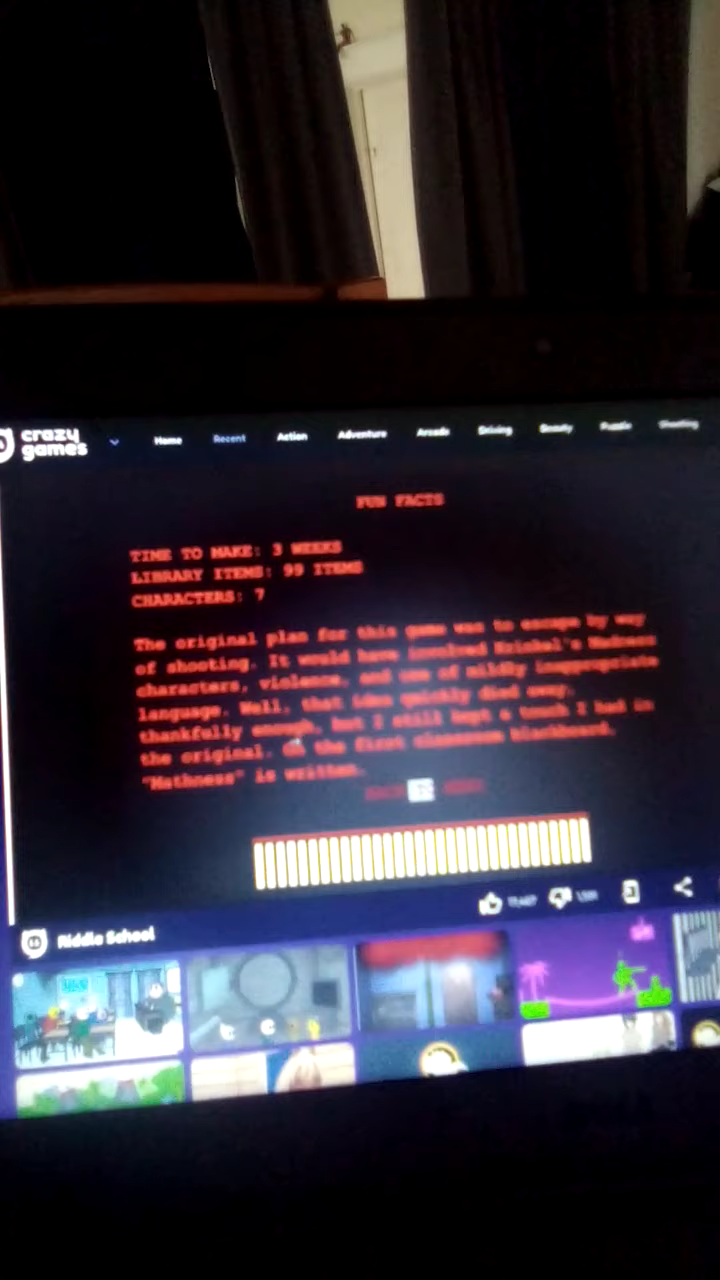 crazy games
Home Recent Action Adventure Arcade Driving Beauty Puzzle Shooting
FUN FACTS
TIME TO MAKE: 3 WEEKS
LIBRARY ITEMS: 99 ITEMS
CHARACTERS: 7
The original plan for this game was to escape by way
of shooting. It would have involved Madness
characters, violence, and use of mildly inappropriate
language. Well, that idea quickly died away,
thankfully enough, but I still kept a touch I had in
the original. On the first classroom blackboard,
"Mathness" is written.
Riddle School